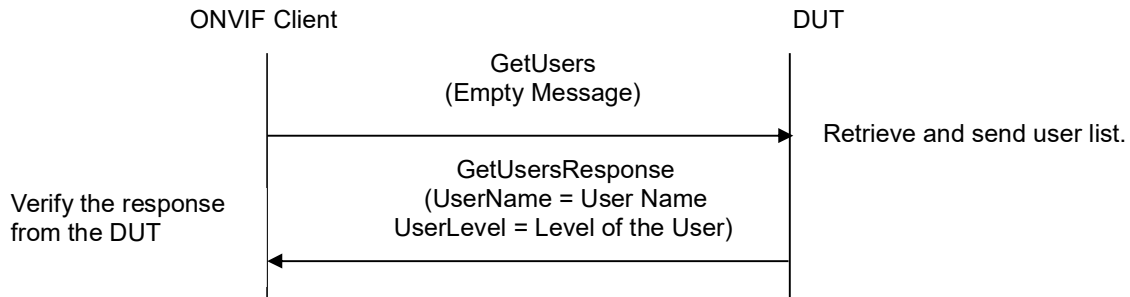 ONVIF Client
DUT
GetUsers
(Empty Message)
Retrieve and send user list.
GetUsersResponse
(UserName = User Name
UserLevel = Level of the User)
Verify the response
from the DUT